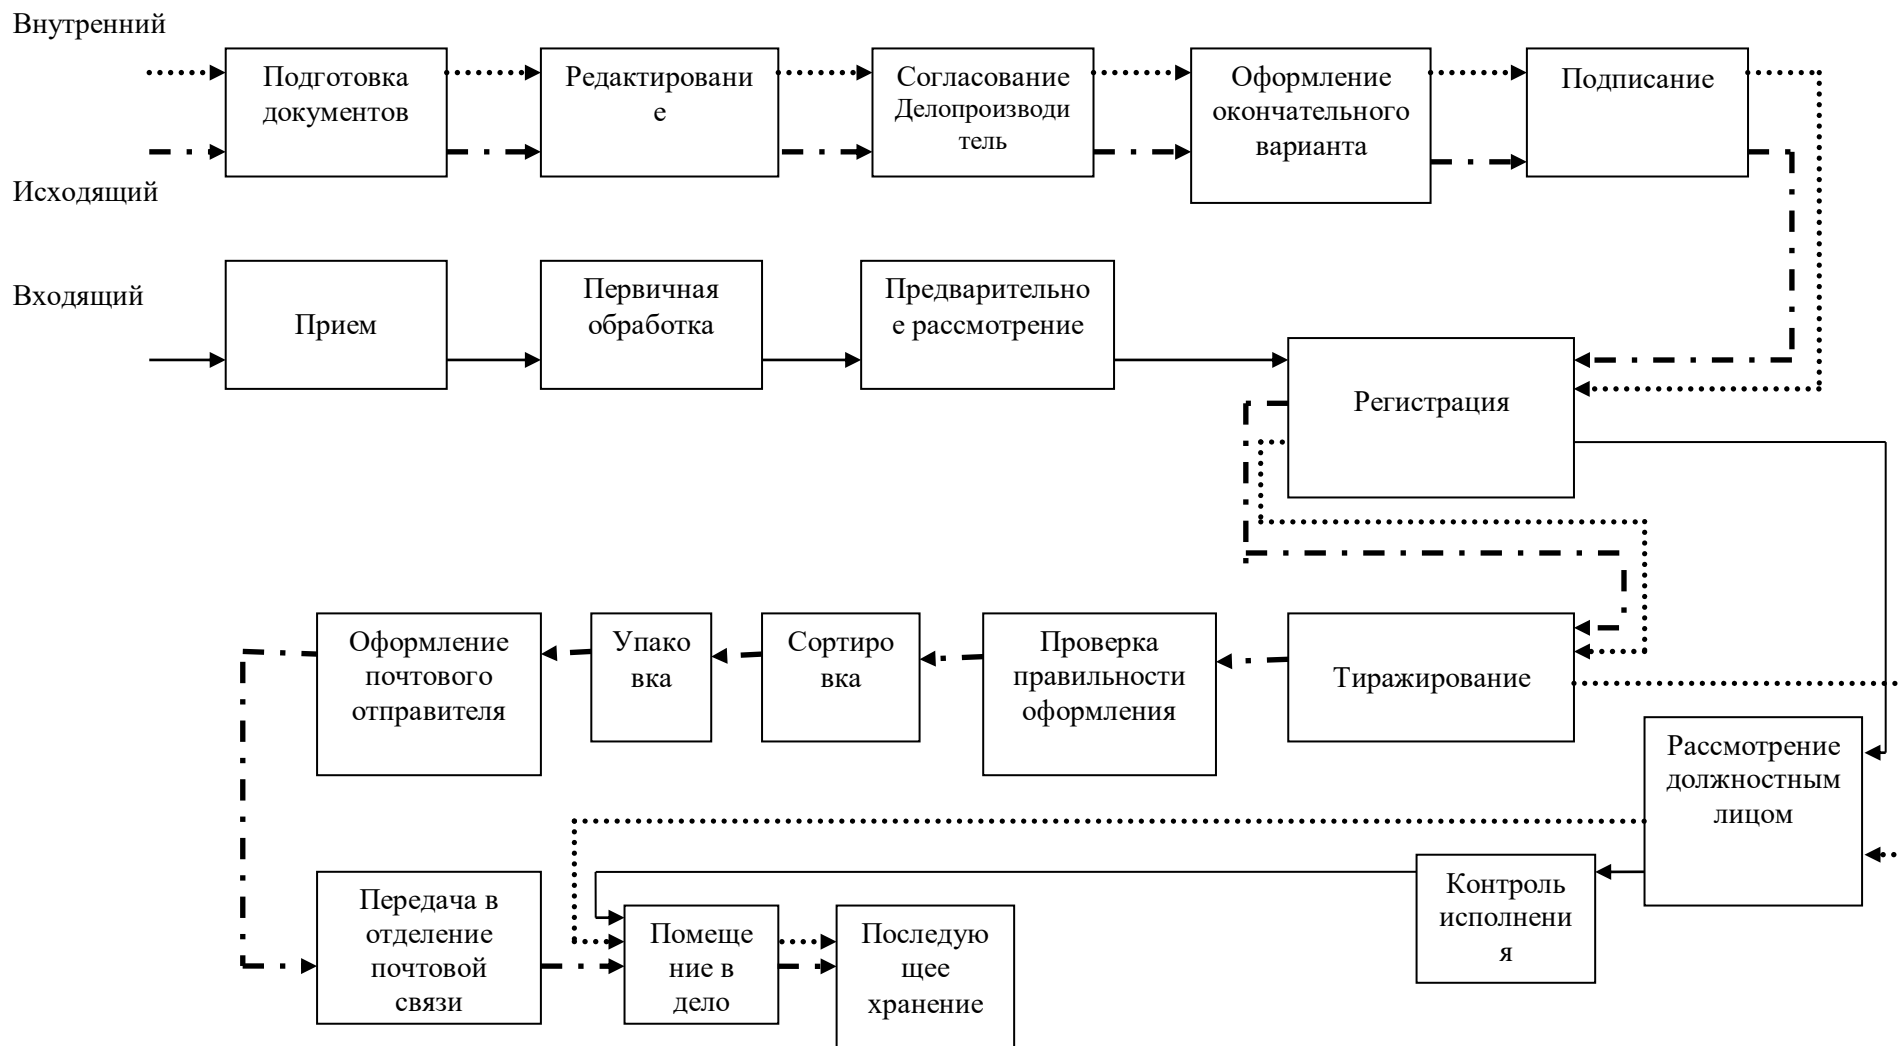 Внутренний
Подготовка
документов
Редактировани
е
Согласование
Делопроизводи
тель
Оформление
окончательного
варианта
Подписание
Исходящий
Входящий
Прием
Первичная
обработка
Предварительно
е рассмотрение
Регистрация
Оформление
почтового
отправителя
Упако
вка
Сортиро
вка
Проверка
правильности
оформления
Тиражирование
Рассмотрение
должностным
лицом
Передача в
отделение
почтовой
связи
Помеще
ние в
дело
Последую
щее
хранение
Контроль
исполнени
я